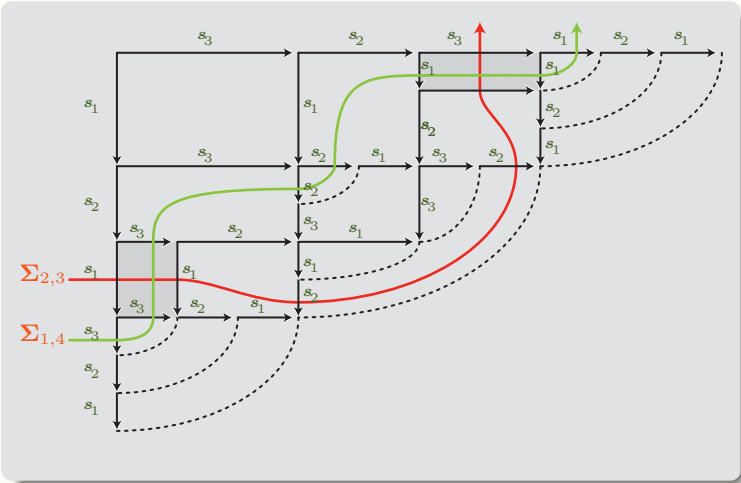 s₃ s₂ s₃ s₁ s₂ s₁
s₁ s₁
s₁ s₁ s₂
s₂ s₁
s₃ s₂ s₁ s₃ s₂
s₂ s₂ s₃
s₃ s₂ s₁ s₃
s₁ s₁ s₁
Σ₂,₃
s₃ s₂ s₁ s₂
s₃
Σ₁,₄
s₂
s₁